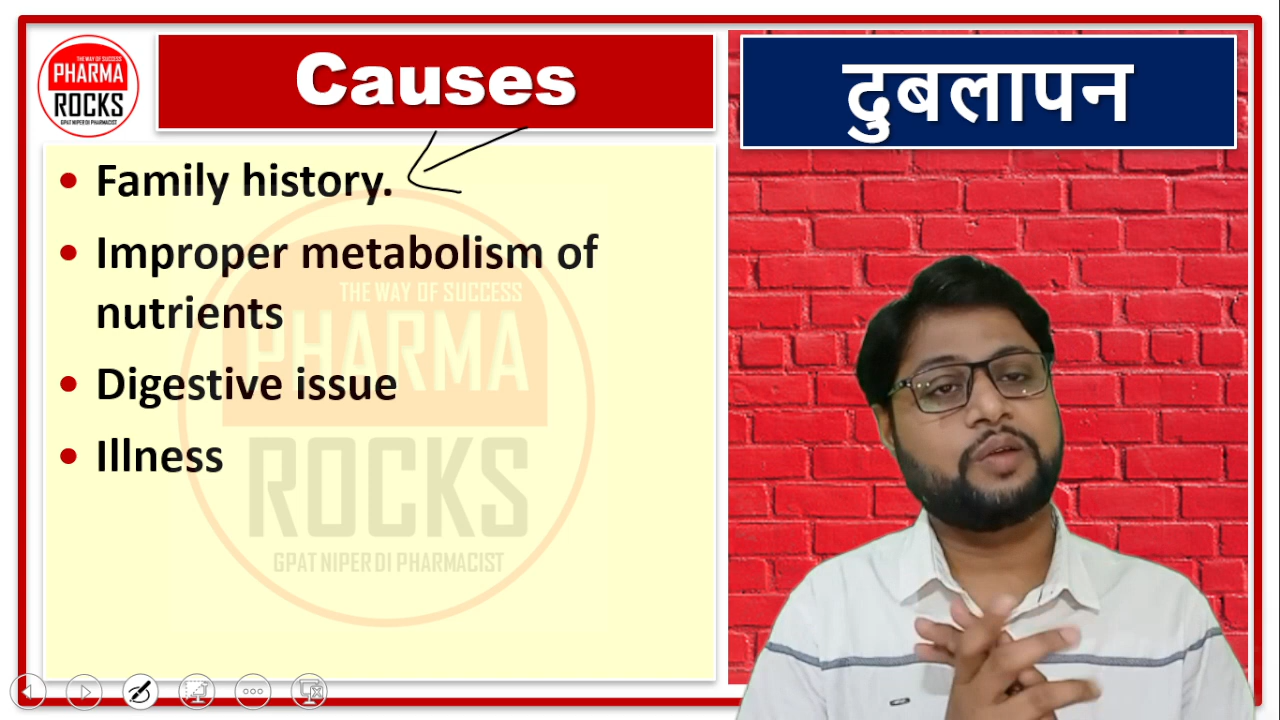 THE WAY OF SUCCESS
PHARMA
ROCKS
GPAT NIPER DI PHARMACIST
Causes
दुबलापन
• Family history.
• Improper metabolism of
nutrients
• Digestive issue
• Illness
THE WAY OF SUCCESS
PHARMA
ROCKS
GPAT NIPER DI PHARMACIST